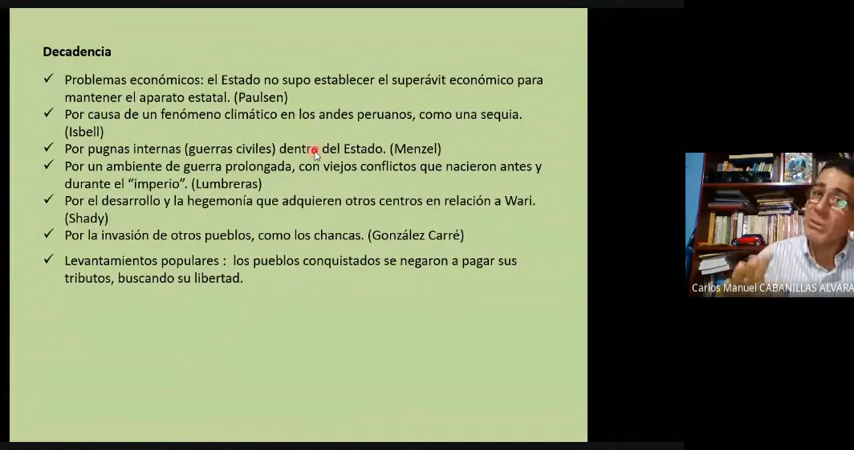 Decadencia
✓ Problemas económicos: el Estado no supo establecer el superávit económico para
mantener el aparato estatal. (Paulsen)
✓ Por causa de un fenómeno climático en los andes peruanos, como una sequia.
(Isbell)
✓ Por pugnas internas (guerras civiles) dentro del Estado. (Menzel)
✓ Por un ambiente de guerra prolongada, con viejos conflictos que nacieron antes y
durante el “imperio”. (Lumbreras)
✓ Por el desarrollo y la hegemonía que adquieren otros centros en relación a Wari.
(Shady)
✓ Por la invasión de otros pueblos, como los chancas. (González Carré)
✓ Levantamientos populares : los pueblos conquistados se negaron a pagar sus
tributos, buscando su libertad.
Carlos Manuel CABANILLAS ALVARA